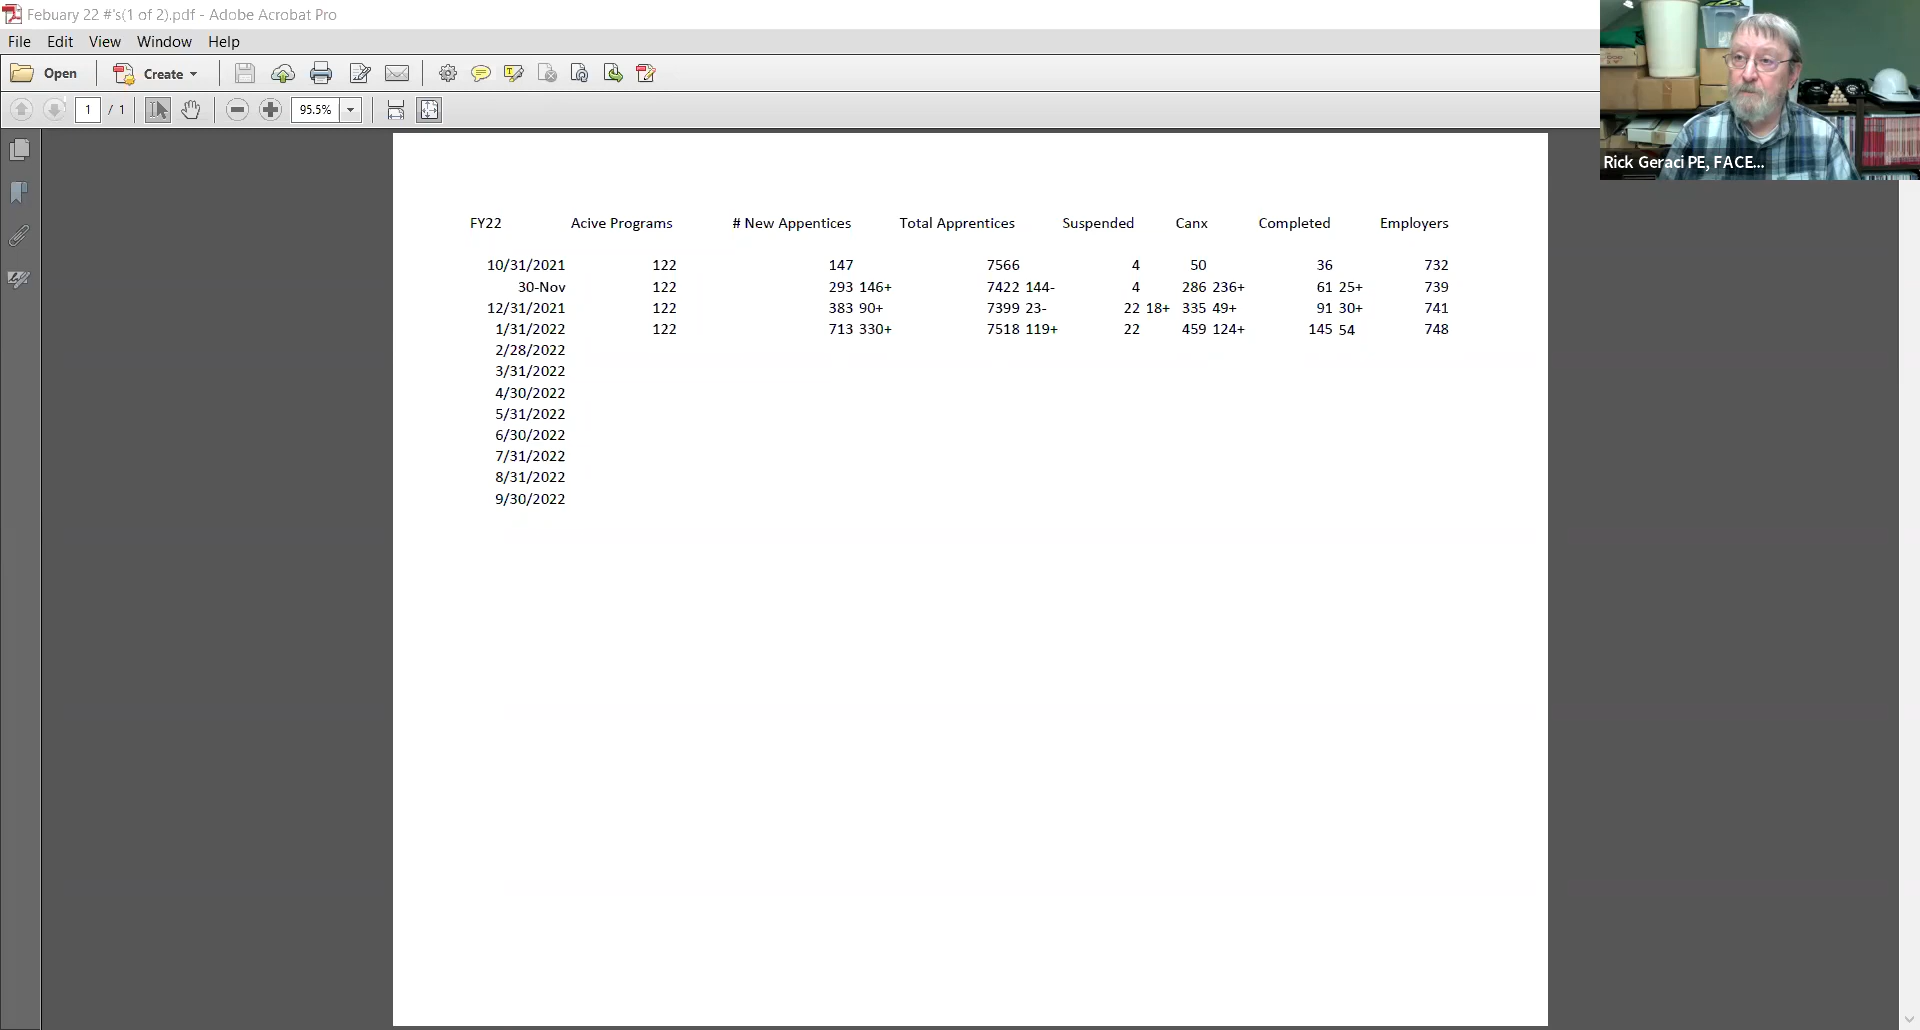 Febuary 22 #'s(1 of 2).pdf - Adobe Acrobat Pro
File Edit View Window Help
Open Create
1 / 1 95.5%
Rick Geraci PE, FACE...
FY22 Acive Programs # New Appentices Total Apprentices Suspended Canx Completed Employers
10/31/2021 122 147 7566 4 50 36 732
30-Nov 122 293 146+ 7422 144- 4 286 236+ 61 25+ 739
12/31/2021 122 383 90+ 7399 23- 22 18+ 335 49+ 91 30+ 741
1/31/2022 122 713 330+ 7518 119+ 22 459 124+ 145 54 748
2/28/2022
3/31/2022
4/30/2022
5/31/2022
6/30/2022
7/31/2022
8/31/2022
9/30/2022